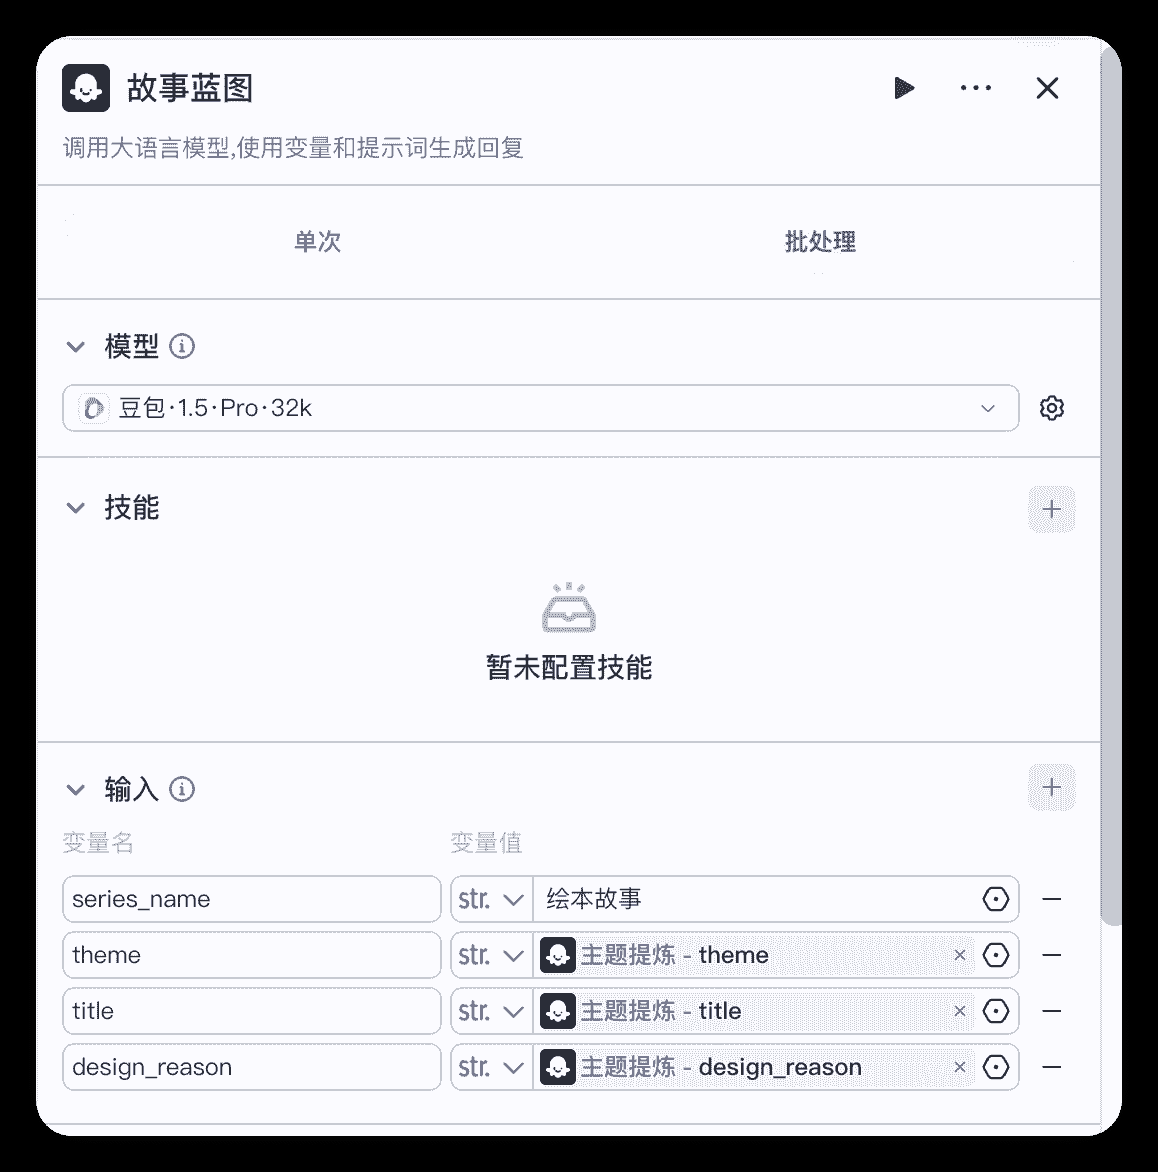 故事蓝图
调用大语言模型,使用变量和提示词生成回复
单次 批处理
模型
豆包·1.5·Pro·32k
技能
暂未配置技能
输入
变量名 变量值
series_name str. 绘本故事
theme str. 主题提炼 - theme
title str. 主题提炼 - title
design_reason str. 主题提炼 - design_reason